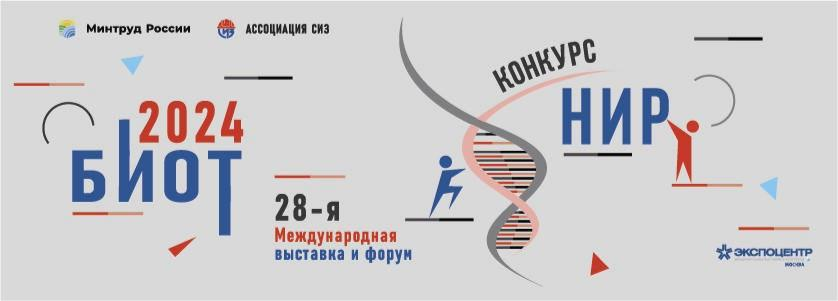 Минтруд России
АССОЦИАЦИЯ СИЗ
2024
БИОТ
28-я
Международная
выставка и форум
КОНКУРС
НИР
ЭКСПОЦЕНТР
МОСКВА